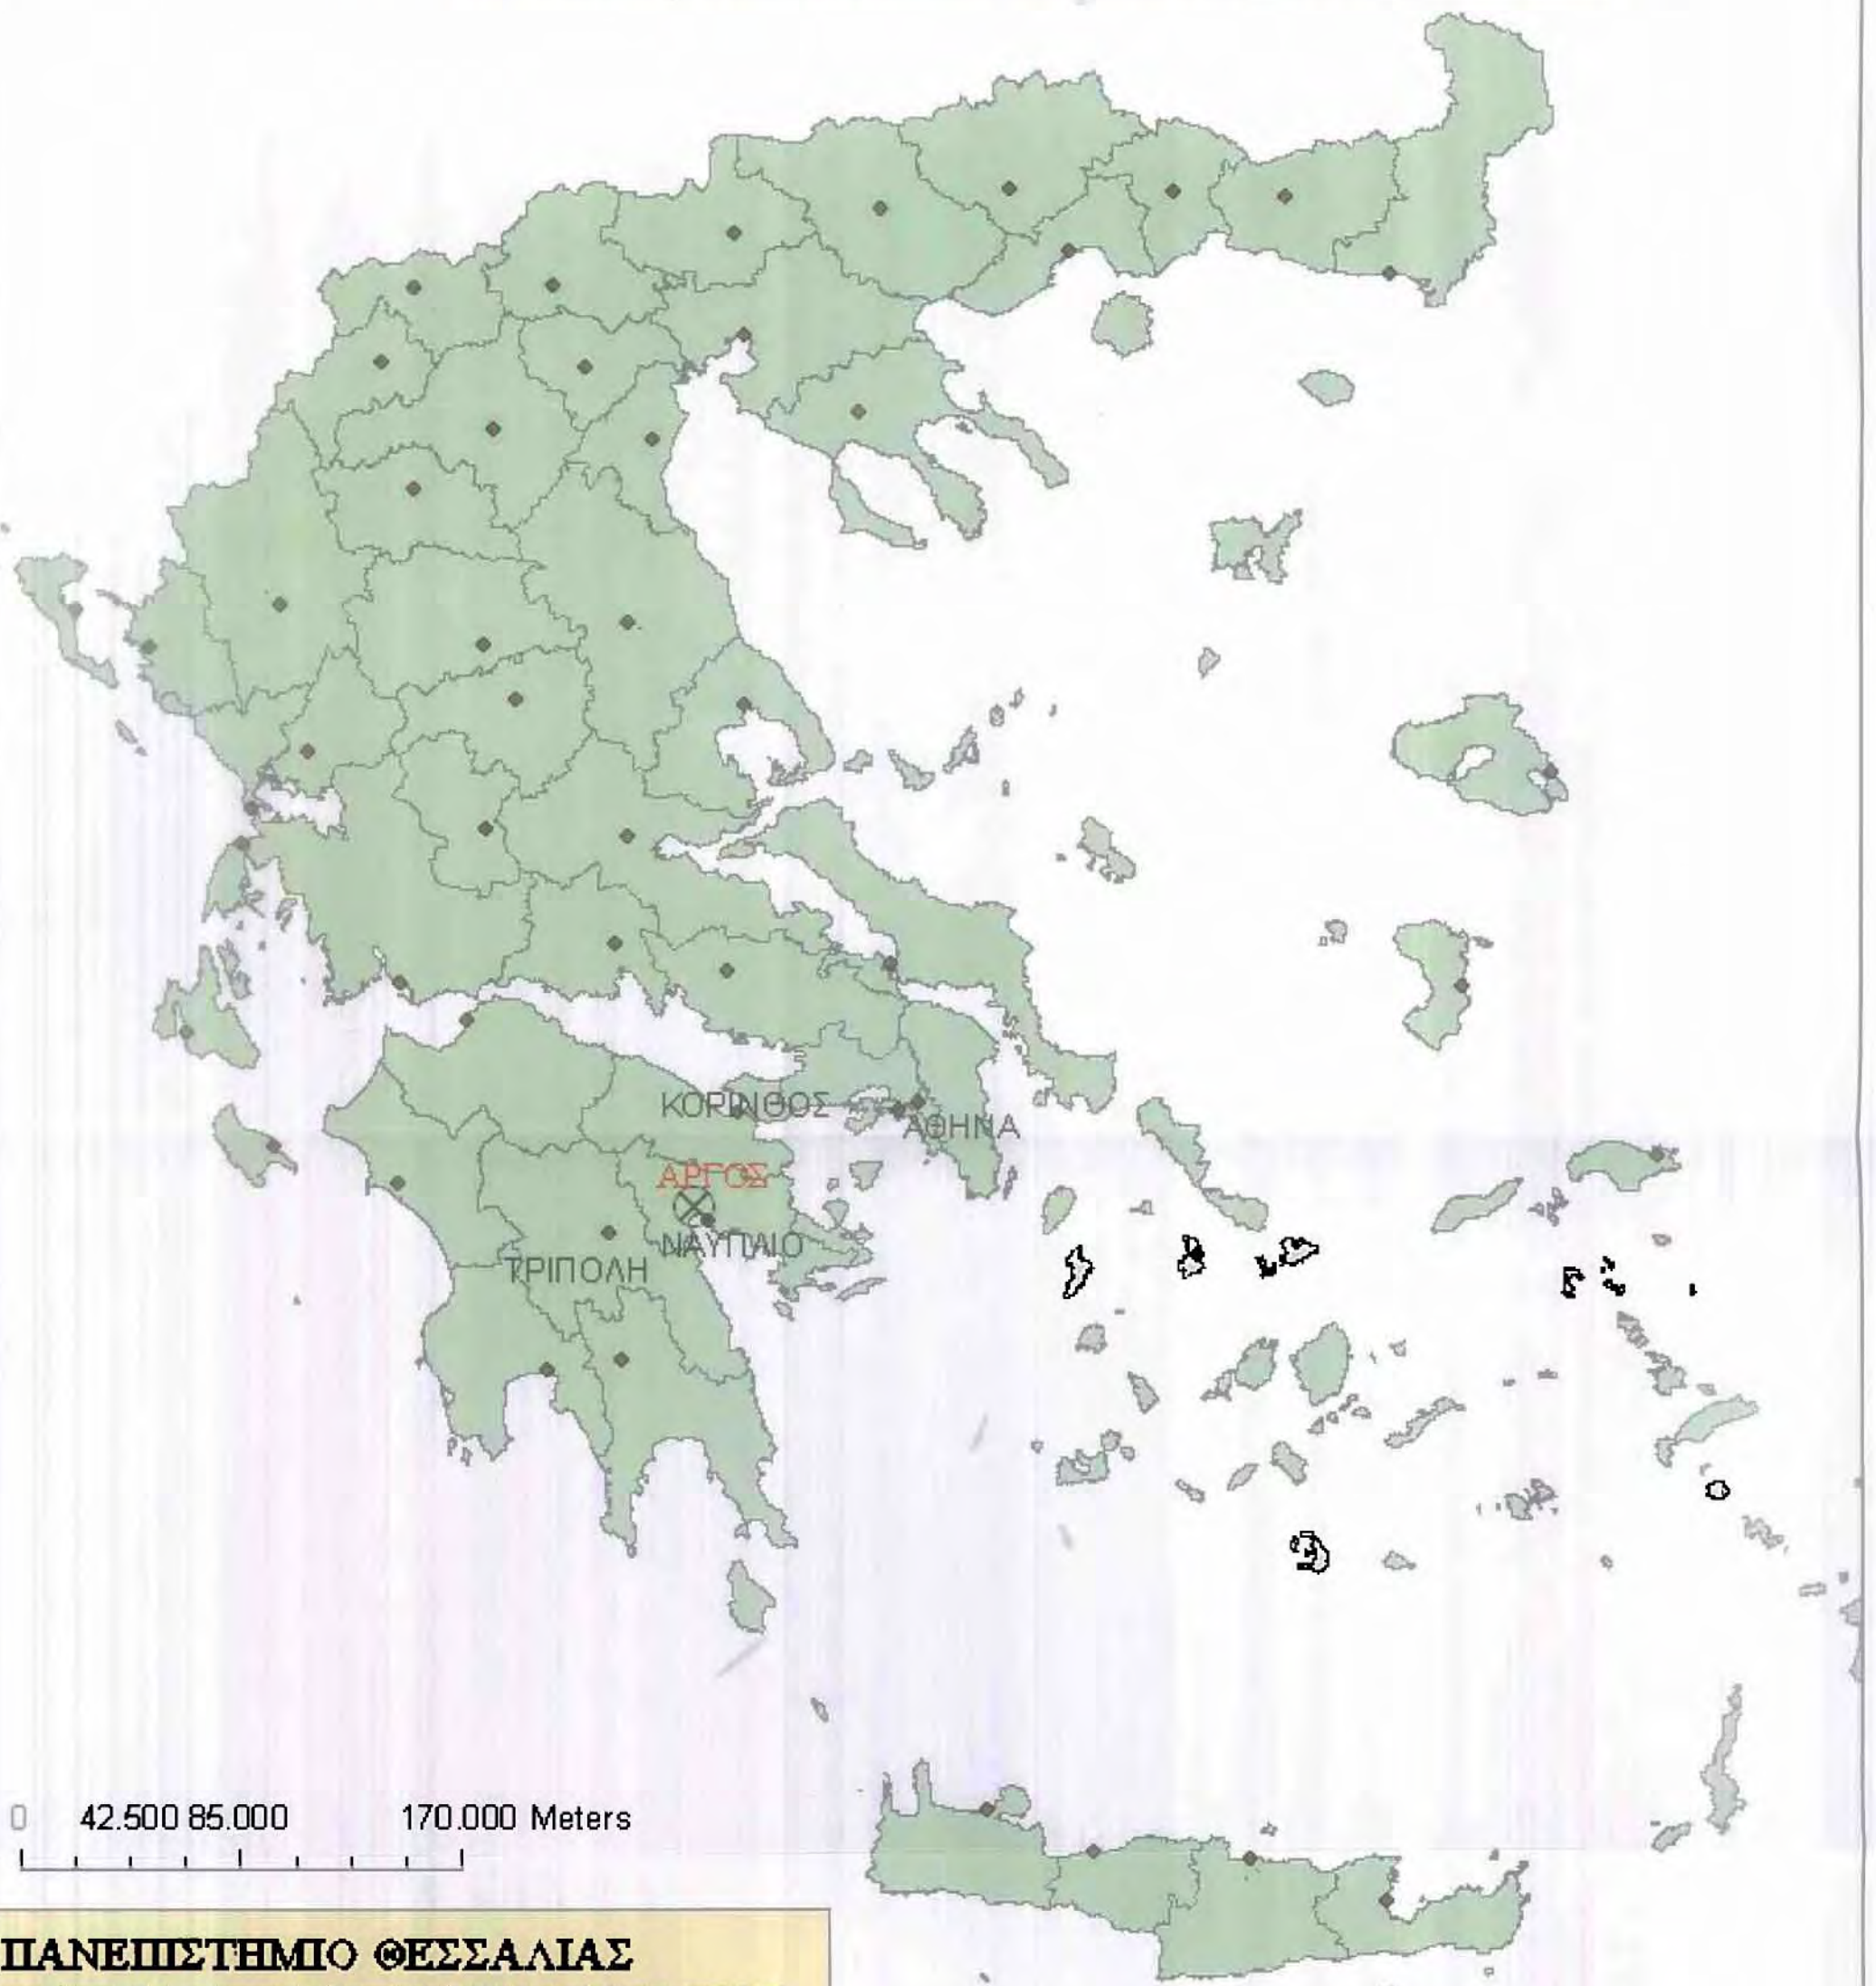 ΚΟΡΙΝΘΟΣ
ΑΘΗΝΑ
ΑΡΓΟΣ
ΝΑΥΠΛΙΟ
ΤΡΙΠΟΛΗ
0 42.500 85.000 170.000 Meters
ΠΑΝΕΠΙΣΤΗΜΙΟ ΘΕΣΣΑΛΙΑΣ